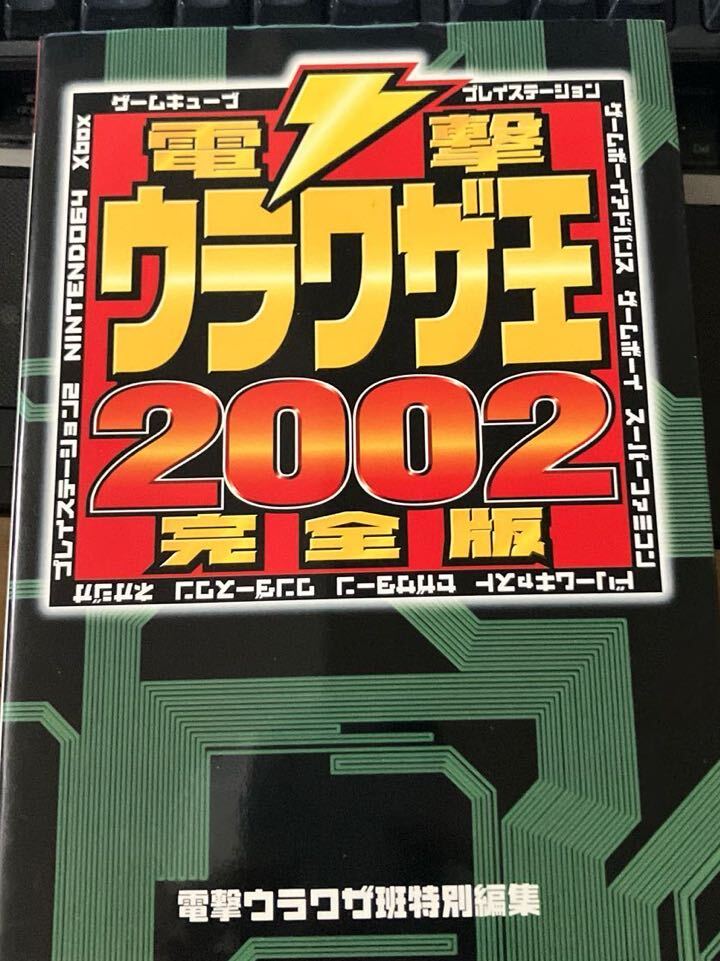 ゲームキューブ
プレイステーション
ゲームボーイアドバンス
ゲームボーイ
スーパーファミコン
ドリームキャスト
セガサターン
ワンダースワン
ネオジオ
プレイステーション2
NINTENDO64
Xbox
電撃
ウラワザ王
2002
完全版
電撃ウラワザ班特別編集